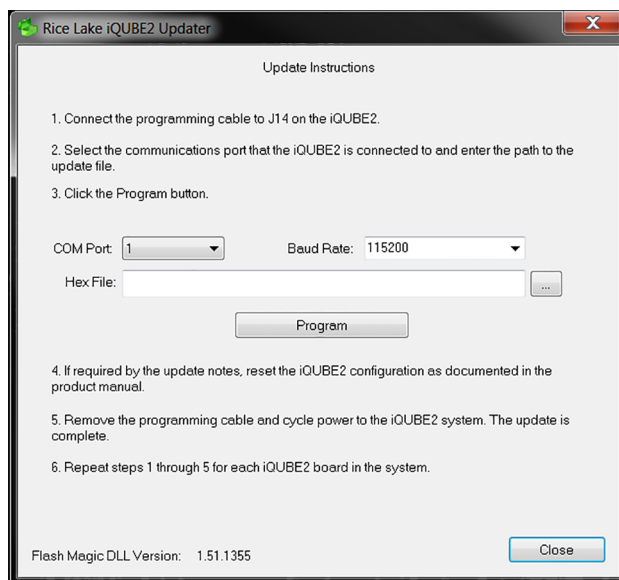 Rice Lake iQUBE2 Updater
Update Instructions
1. Connect the programming cable to J14 on the iQUBE2.
2. Select the communications port that the iQUBE2 is connected to and enter the path to the
update file.
3. Click the Program button.
COM Port: 1 Baud Rate: 115200
Hex File: ...
Program
4. If required by the update notes, reset the iQUBE2 configuration as documented in the
product manual.
5. Remove the programming cable and cycle power to the iQUBE2 system. The update is
complete.
6. Repeat steps 1 through 5 for each iQUBE2 board in the system.
Flash Magic DLL Version: 1.51.1355 Close